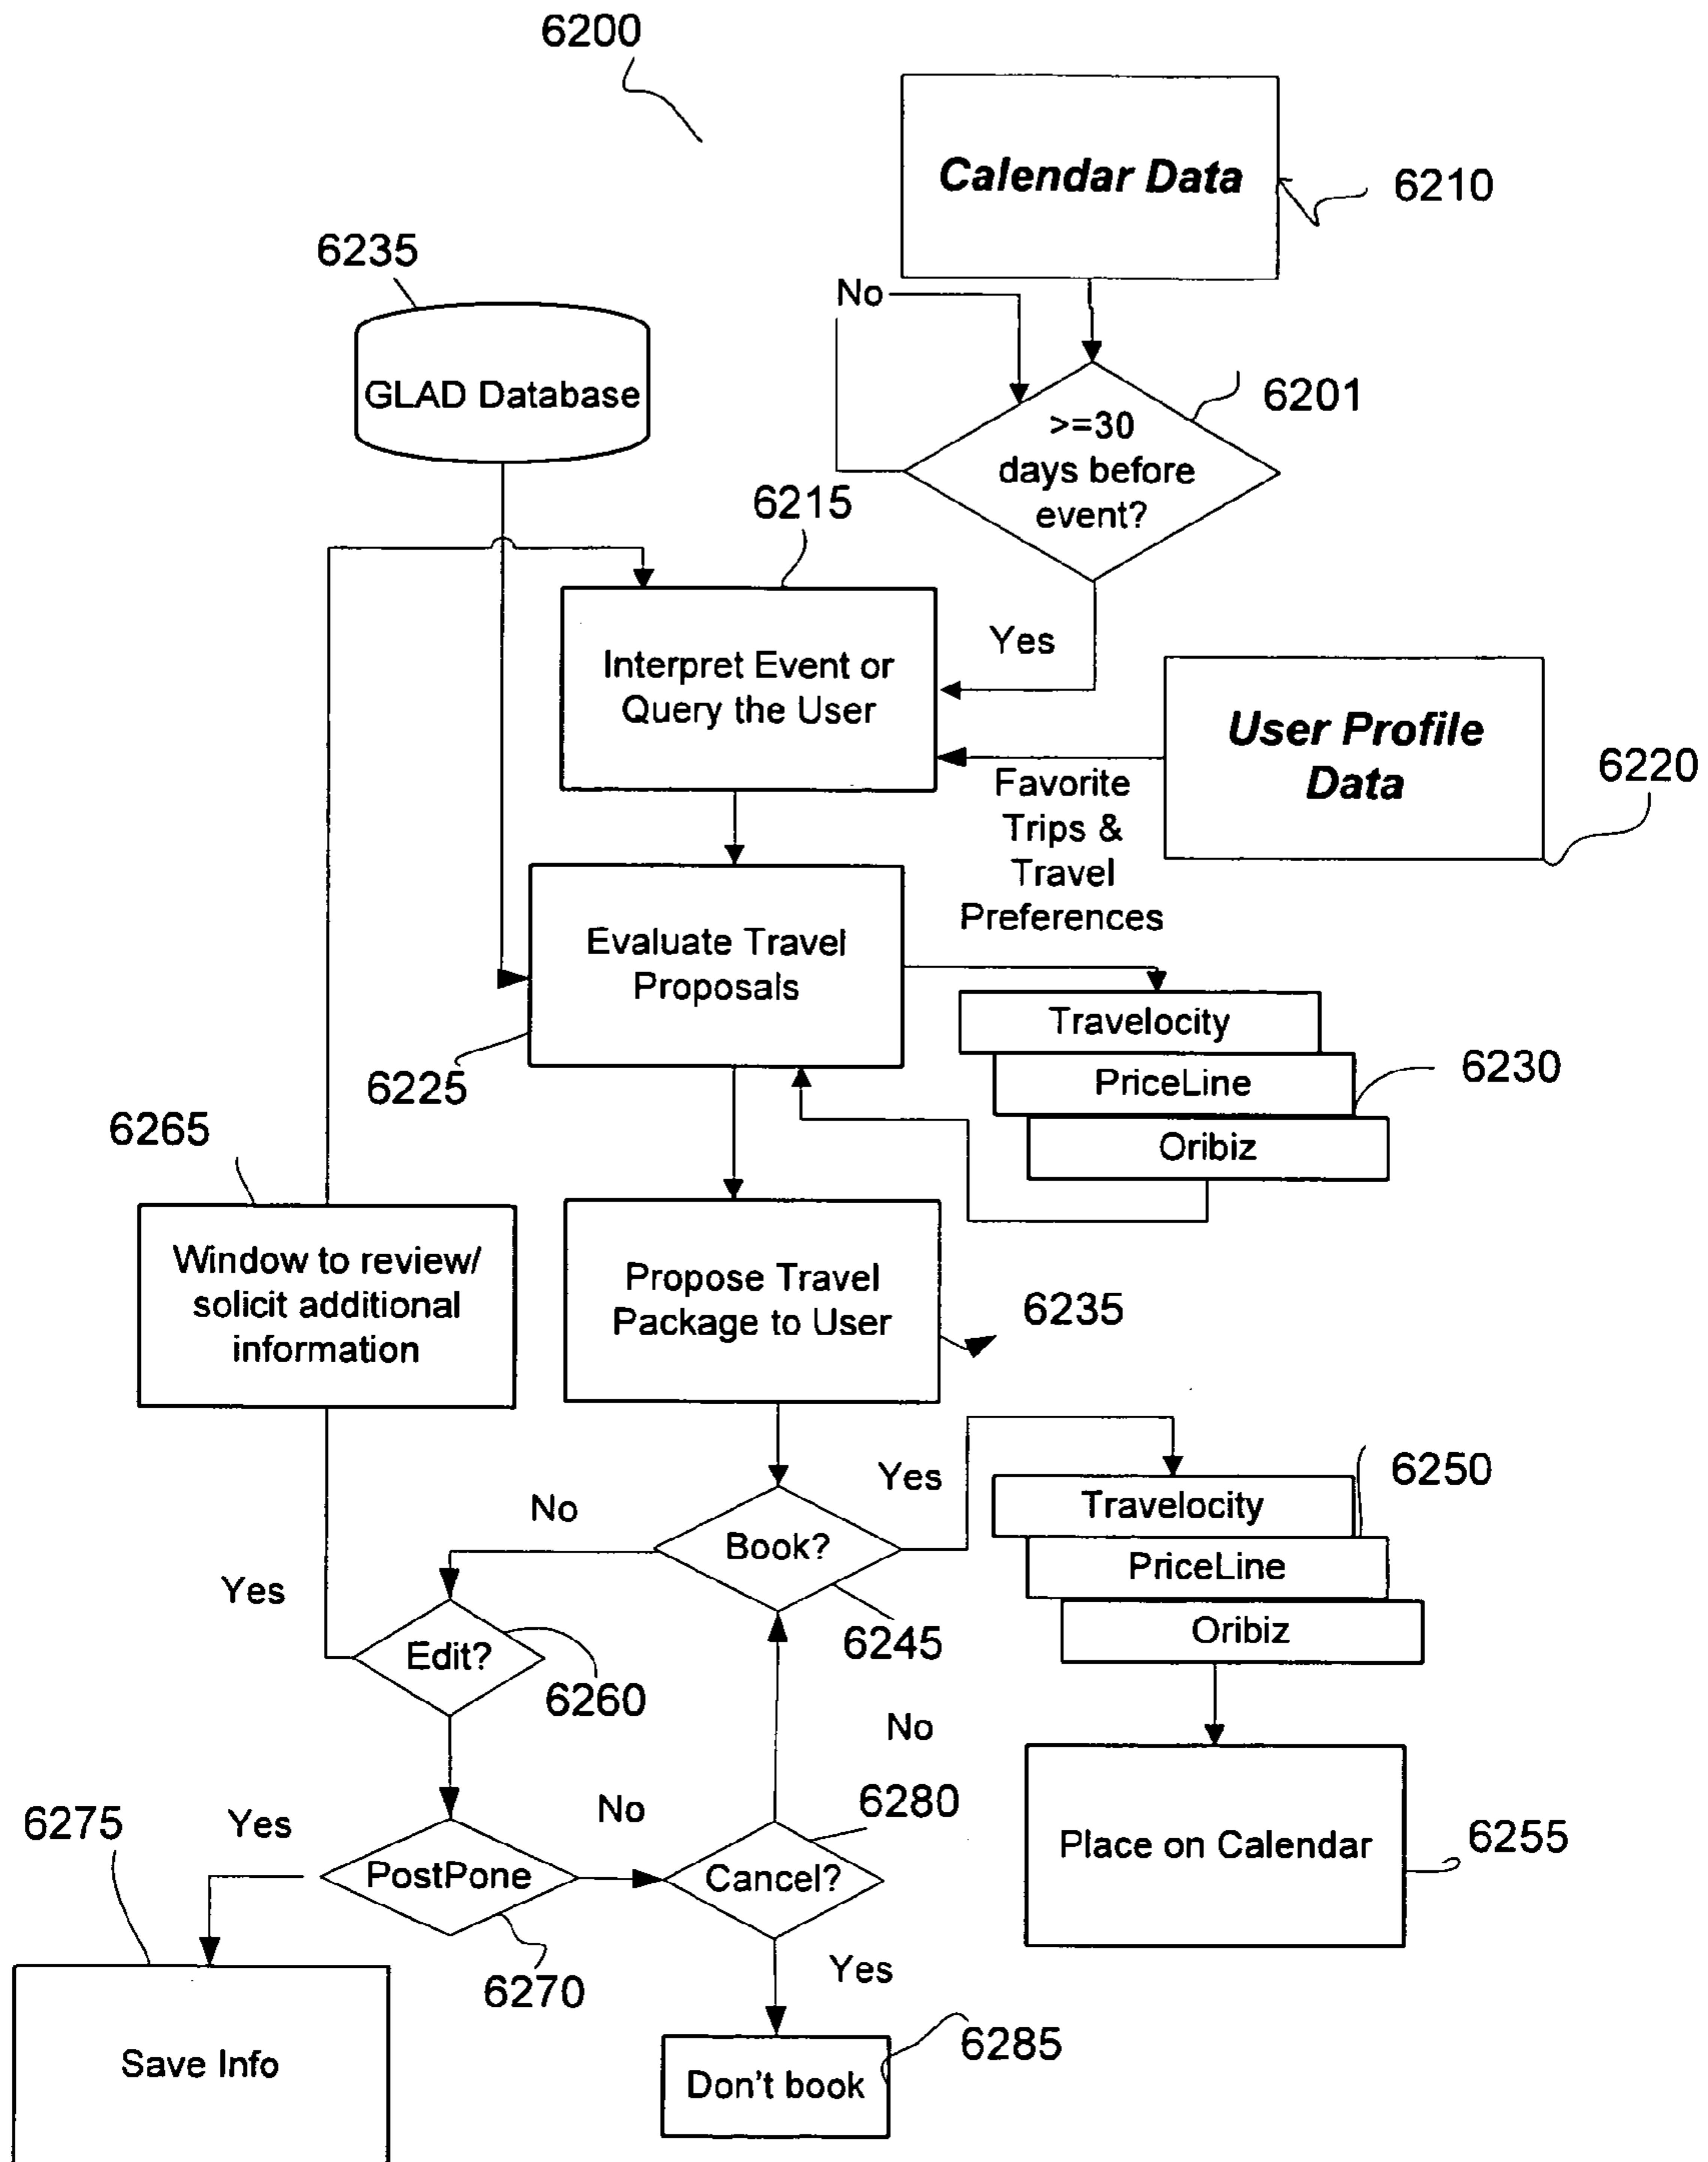 6200
Calendar Data
6210
6235
No
GLAD Database
6201
>=30
days before
event?
6215
Yes
Interpret Event or
Query the User
User Profile
Data
6220
Favorite
Trips &
Travel
Preferences
Evaluate Travel
Proposals
Travelocity
6225
PriceLine
6230
Oribiz
6265
Window to review/
solicit additional
information
Propose Travel
Package to User
6235
Yes
6250
Travelocity
No
Book?
PriceLine
Yes
Oribiz
6245
Edit?
6260
No
6280
No
6275
Yes
PostPone
Cancel?
Place on Calendar
6255
6270
Yes
Save Info
6285
Don't book